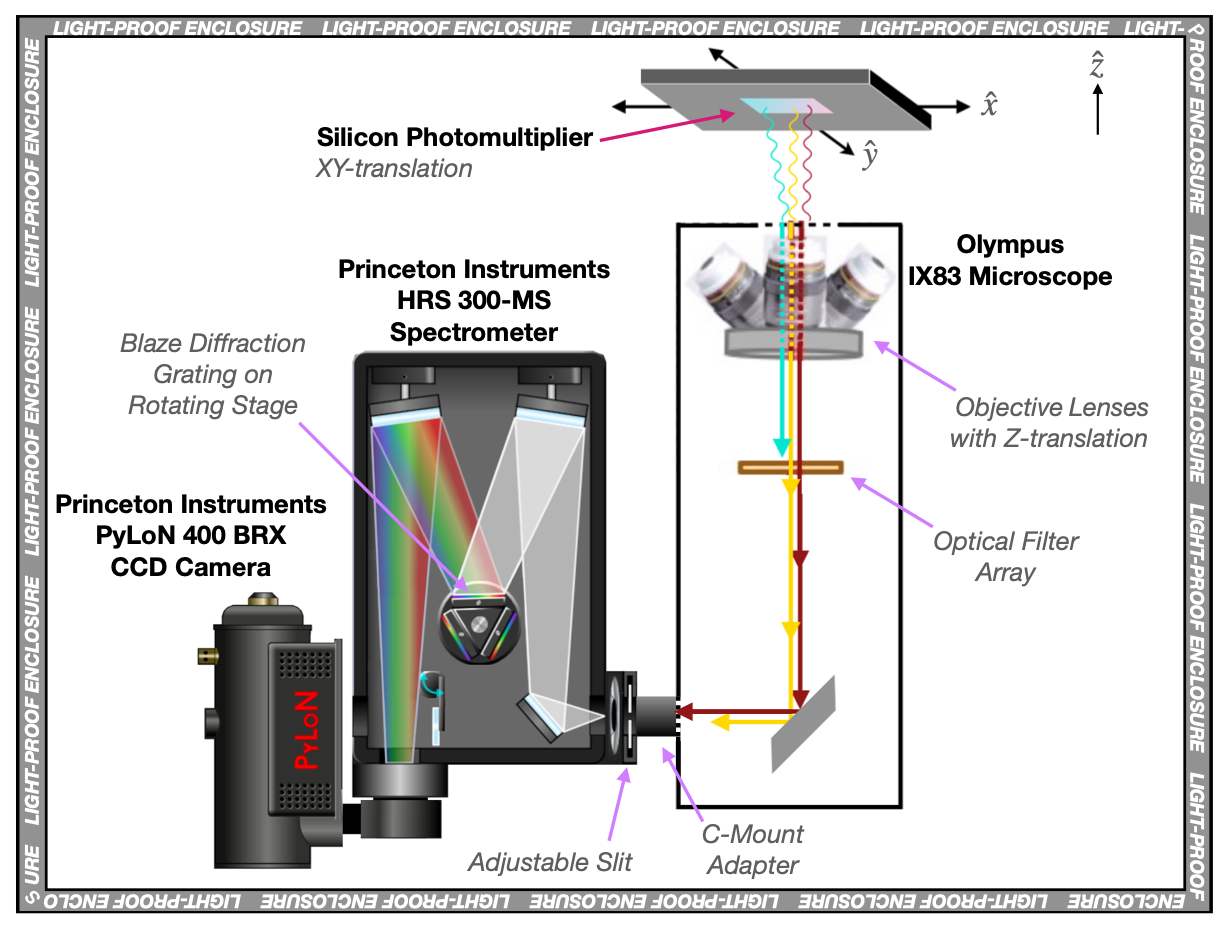 LIGHT-PROOF ENCLOSURE LIGHT-PROOF ENCLOSURE LIGHT-PROOF ENCLOSURE LIGHT-PROOF ENCLOSURE LIGHT-
PROOF ENCLOSURE LIGHT-PROOF ENCLOSURE LIGHT-PROOF ENCLOSURE LIGHT-PROOF
ENCLOSURE LIGHT-PROOF ENCLOSURE LIGHT-PROOF ENCLOSURE LIGHT-PROOF ENCLOSURE LIGHT-PROOF ENCLO
SURE LIGHT-PROOF ENCLOSURE LIGHT-PROOF ENCLOSURE LIGHT-PROOF ENCLOSURE
ẑ
x̂
ŷ
Silicon Photomultiplier
XY-translation
Olympus
IX83 Microscope
Princeton Instruments
HRS 300-MS
Spectrometer
Blaze Diffraction
Grating on
Rotating Stage
Objective Lenses
with Z-translation
Princeton Instruments
PyLoN 400 BRX
CCD Camera
Optical Filter
Array
PyLoN
C-Mount
Adapter
Adjustable Slit